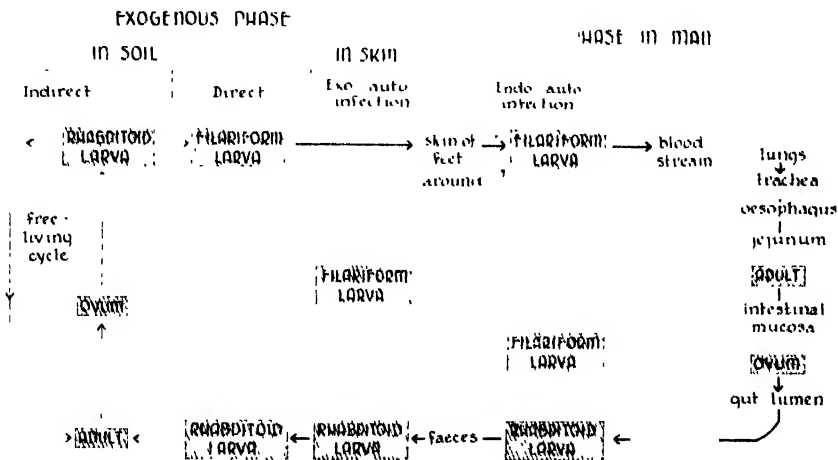 EXOGENOUS PHASE
IN SOIL
IN SKIN
PHASE IN MAN
Indirect
Direct
Exo auto
infection
Endo auto
infection
RHABDITOID
LARVA
FILARIFORM
LARVA
skin of
feet
around
FILARIFORM
LARVA
blood
stream
lungs
trachea
oesophagus
jejunum
ADULT
intestinal
mucosa
OVUM
gut lumen
free-
living
cycle
OVUM
FILARIFORM
LARVA
FILARIFORM
LARVA
ADULT
RHABDITOID
LARVA
RHABDITOID
LARVA
faeces
RHABDITOID
LARVA